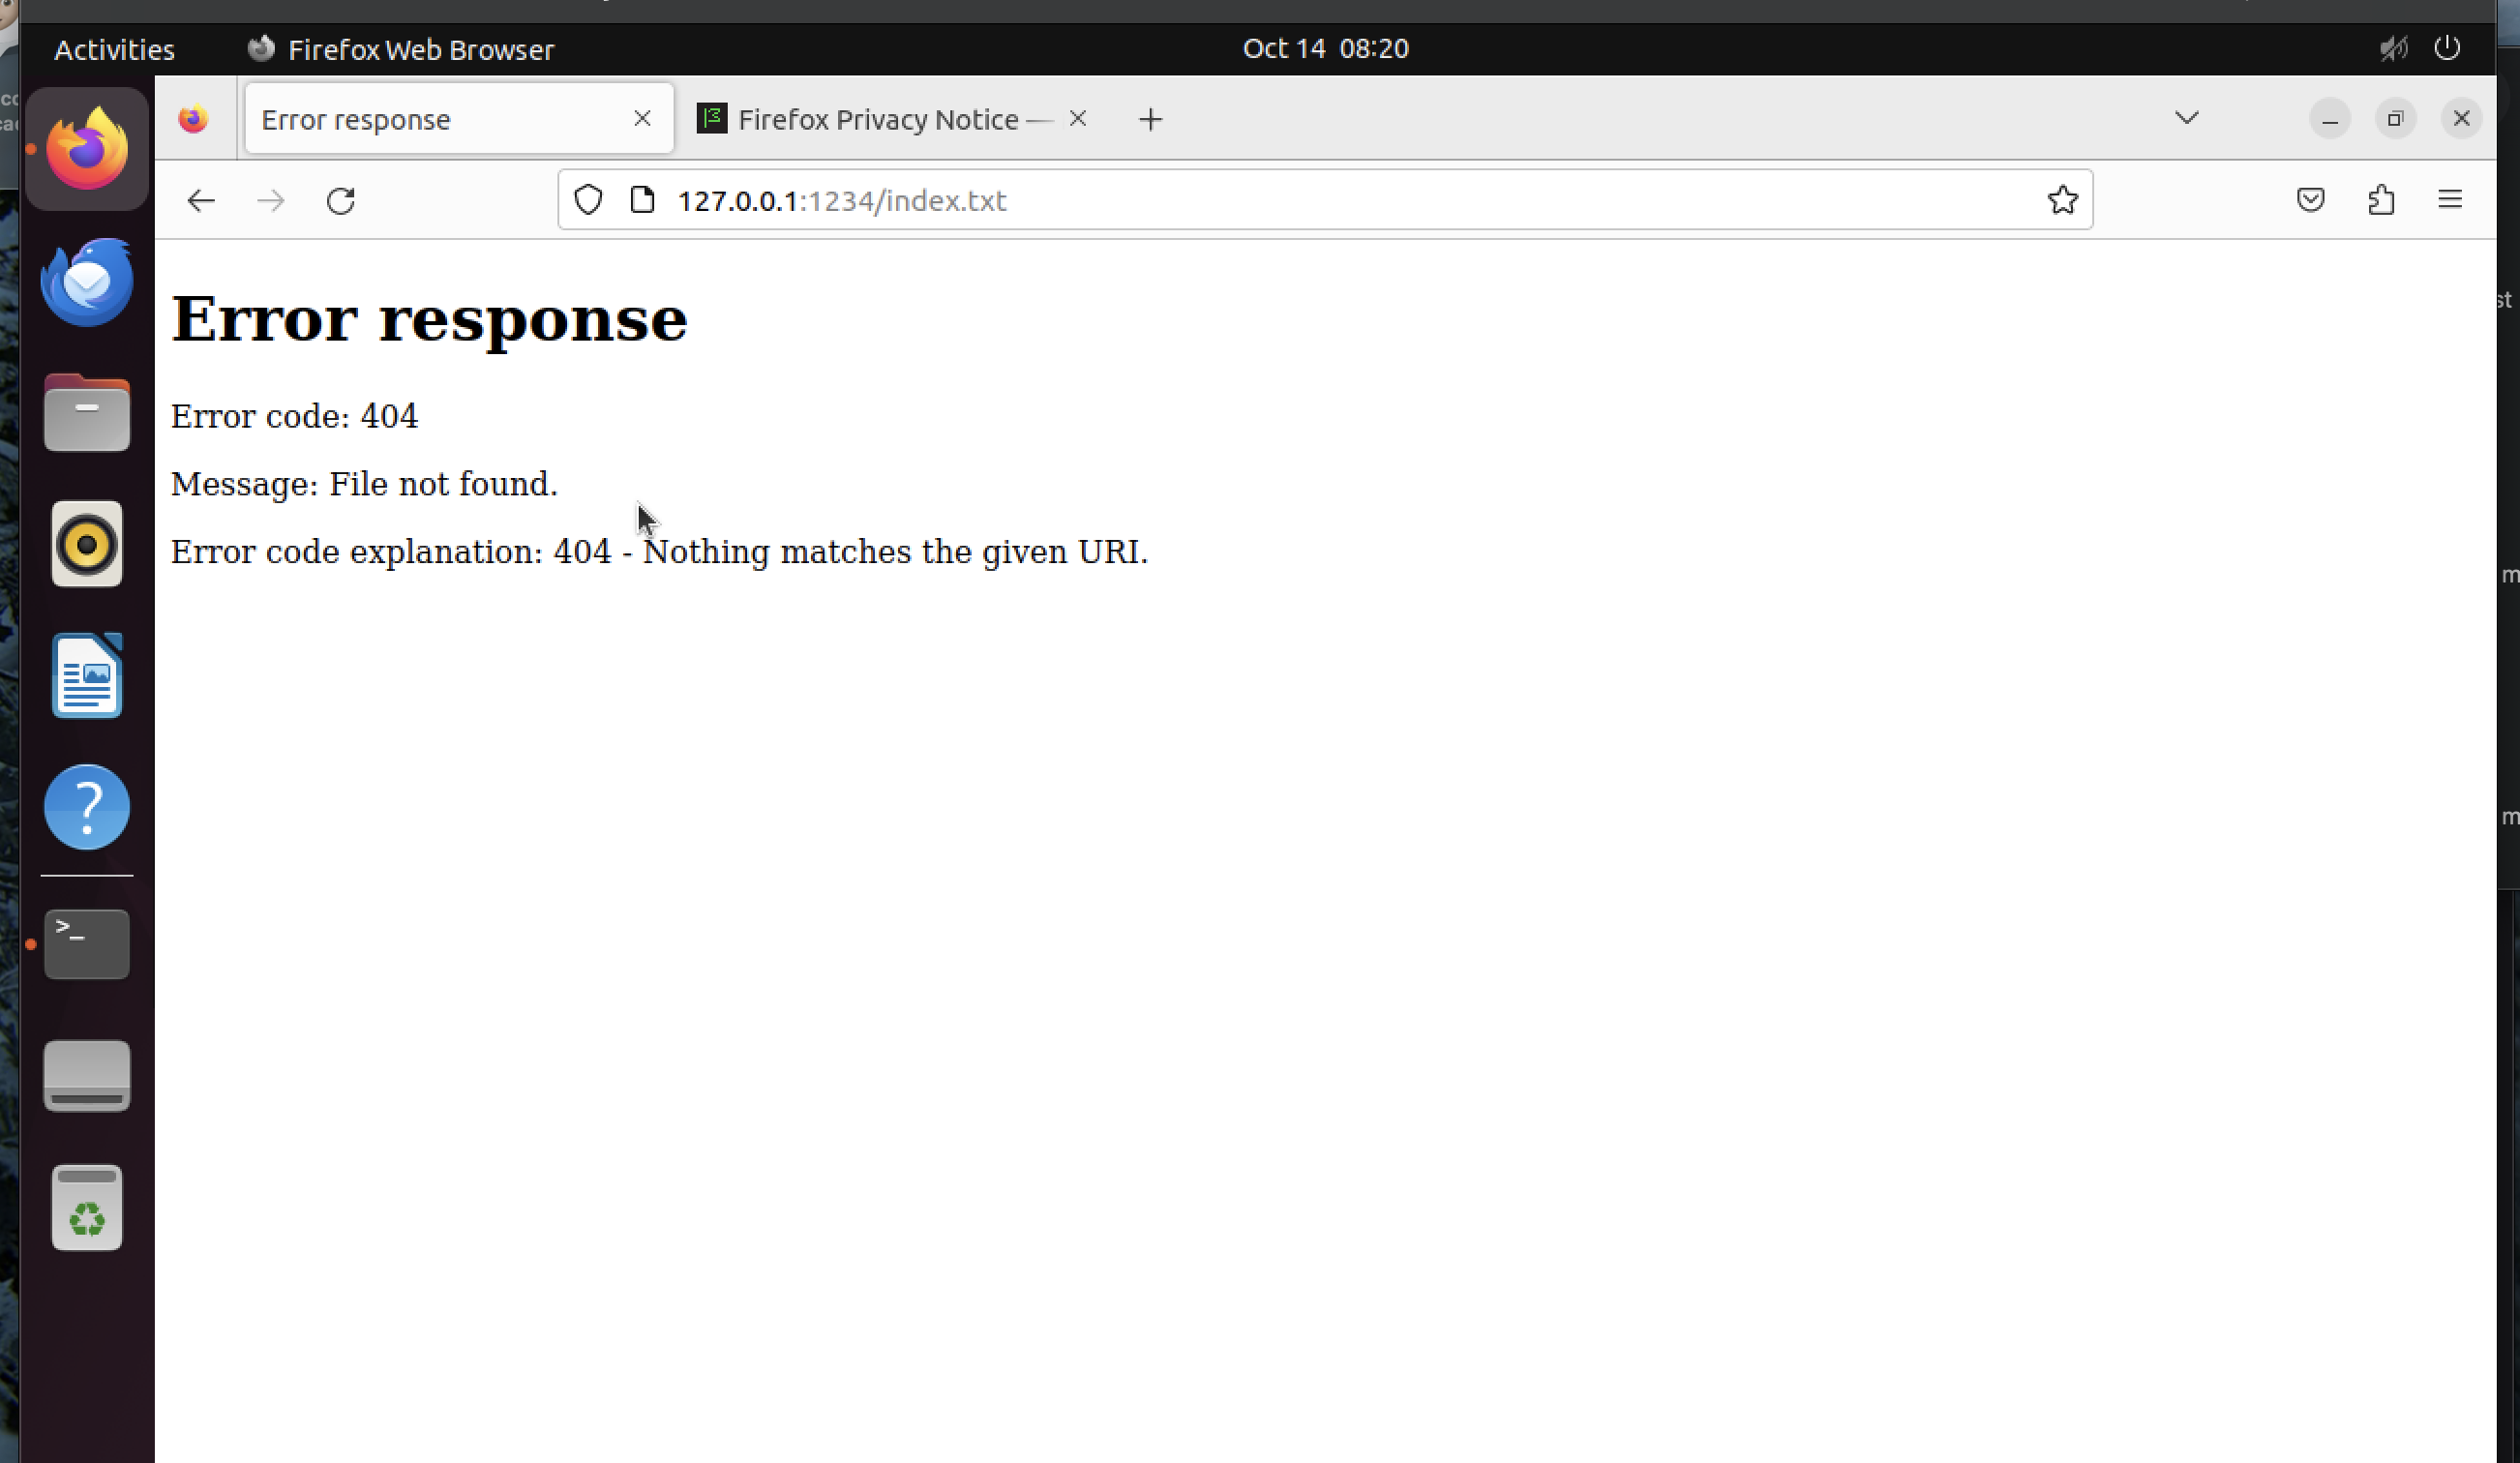 Activities Firefox Web Browser Oct 14 08:20
Error response Firefox Privacy Notice —
127.0.0.1:1234/index.txt
Error response
Error code: 404
Message: File not found.
Error code explanation: 404 - Nothing matches the given URI.